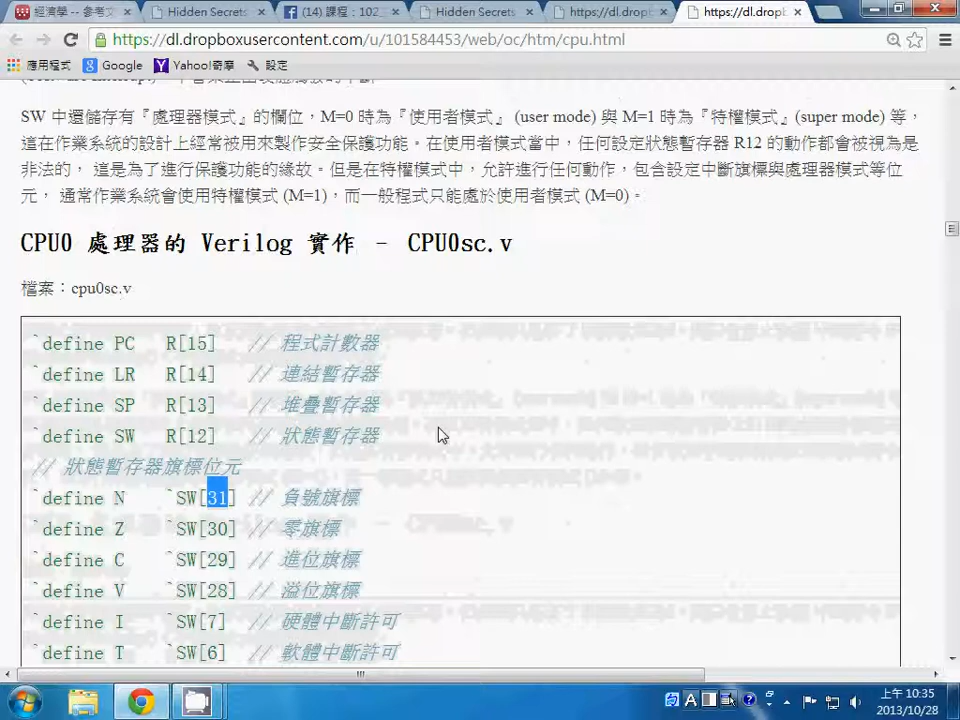 經濟學 -- 參考文
Hidden Secrets
(14) 課程：102_
Hidden Secrets
https://dl.dropb
https://dl.dropb
https://dl.dropboxusercontent.com/u/101584453/web/oc/htm/cpu.html
應用程式 Google Yahoo!奇摩 設定
SW 中還儲存有『處理器模式』的欄位，M=0 時為『使用者模式』 (user mode) 與 M=1 時為『特權模式』(super mode) 等，
這在作業系統的設計上經常被用來製作安全保護功能。在使用者模式當中，任何設定狀態暫存器 R12 的動作都會被視為是
非法的， 這是為了進行保護功能的緣故。但是在特權模式中，允許進行任何動作，包含設定中斷旗標與處理器模式等位
元， 通常作業系統會使用特權模式 (M=1)，而一般程式只能處於使用者模式 (M=0)。
CPU0 處理器的 Verilog 實作 – CPU0sc.v
檔案：cpu0sc.v
`define PC R[15] // 程式計數器
`define LR R[14] // 連結暫存器
`define SP R[13] // 堆疊暫存器
`define SW R[12] // 狀態暫存器
// 狀態暫存器旗標位元
`define N `SW[31] // 負號旗標
`define Z `SW[30] // 零旗標
`define C `SW[29] // 進位旗標
`define V `SW[28] // 溢位旗標
`define I `SW[7] // 硬體中斷許可
`define T `SW[6] // 軟體中斷許可
上午 10:35
2013/10/28